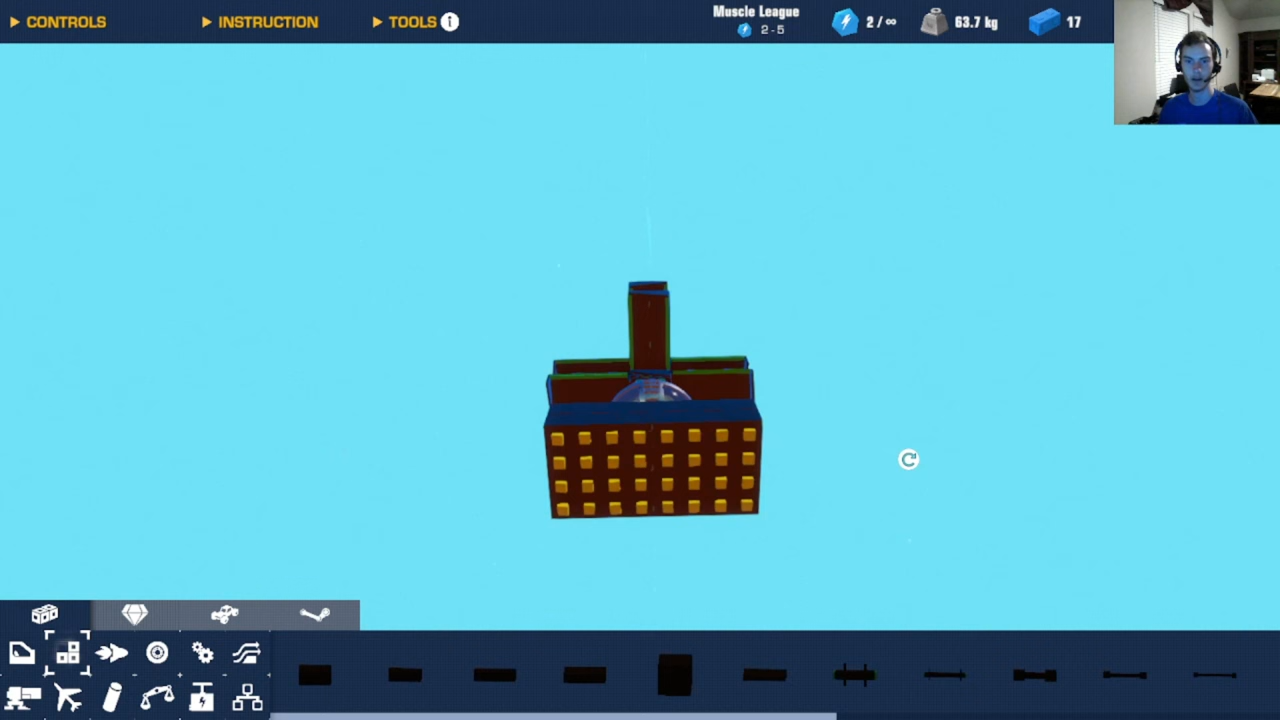 CONTROLS
INSTRUCTION
TOOLS
Muscle League
2 - 5
2 / ∞
63.7 kg
17